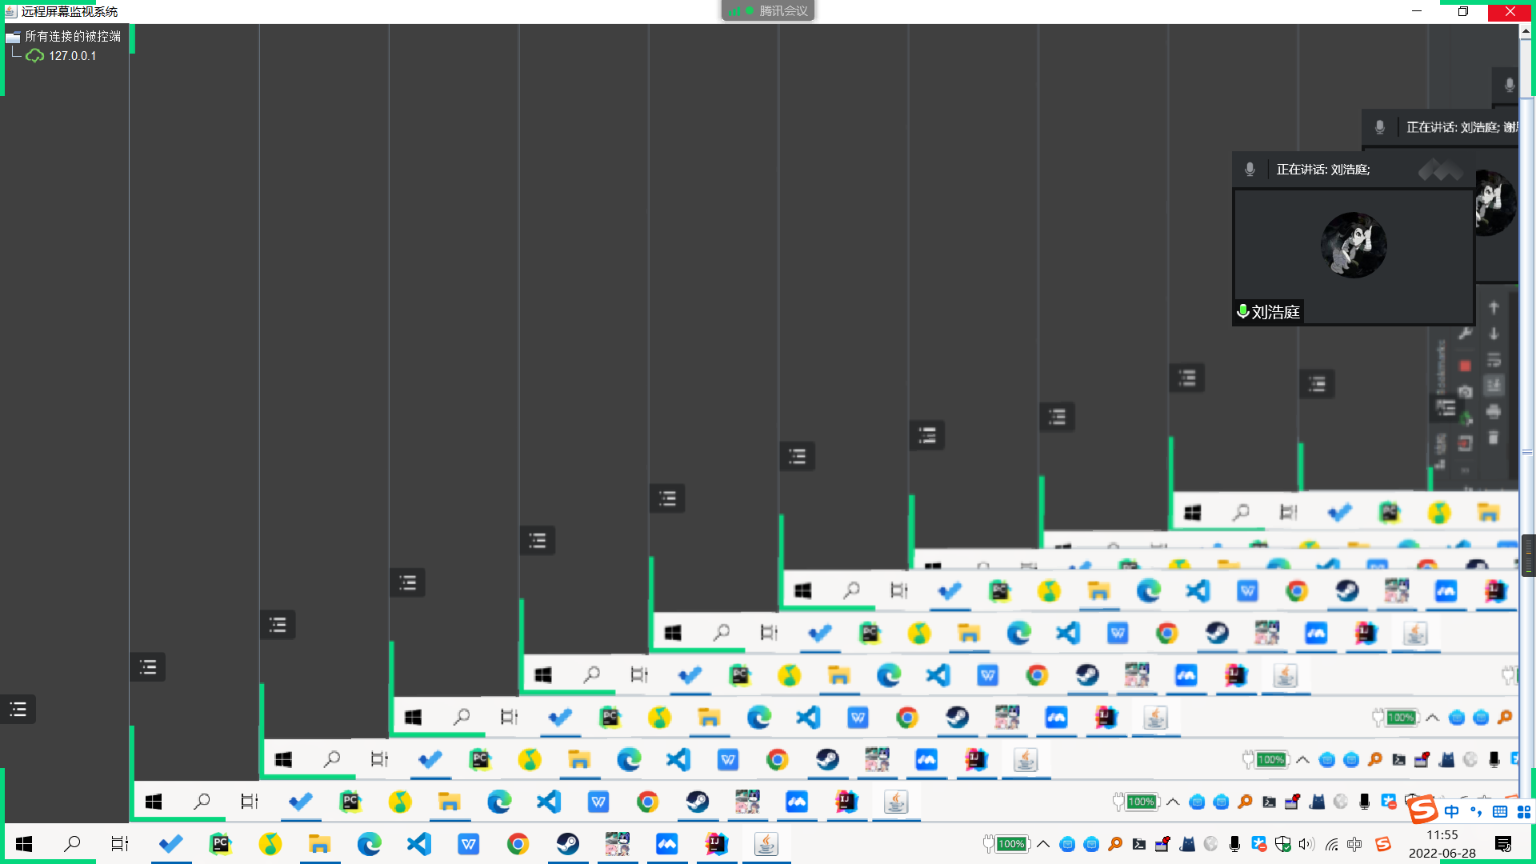 远程屏幕监视系统
腾讯会议
所有连接的被控端
127.0.0.1
正在讲话: 刘浩庭;
正在讲话: 刘浩庭;
刘浩庭
100%
100%
100%
100%
中
11:55
2022-06-28